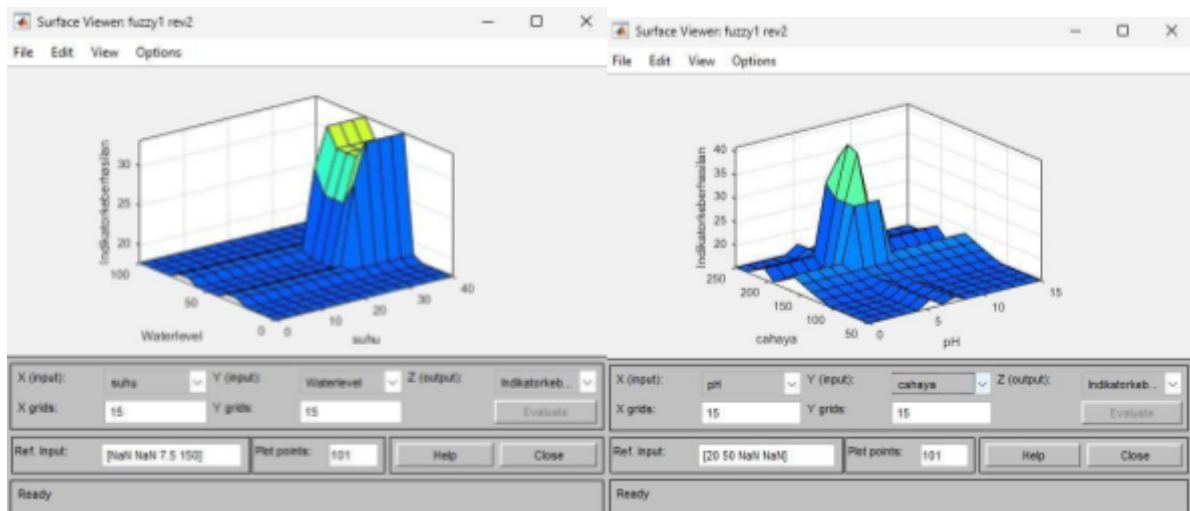 Surface Viewer: fuzzy1 rev2
File Edit View Options
Indikatorkeberhasilan
30
25
20
100
50
0
0
10
20
30
40
Waterlevel
suhu
X (input): suhu Y (input): Waterlevel Z (output): Indikatorkeb...
X grids: 15 Y grids: 15 Evaluate
Ref. Input: [NaN NaN 7.5 150] Plot points: 101 Help Close
Ready
Surface Viewer: fuzzy1 rev2
File Edit View Options
Indikatorkeberhasilan
40
35
30
25
20
250
200
150
100
50
0
5
10
15
cahaya
pH
X (input): pH Y (input): cahaya Z (output): Indikatorkeb...
X grids: 15 Y grids: 15 Evaluate
Ref. Input: [20 50 NaN NaN] Plot points: 101 Help Close
Ready